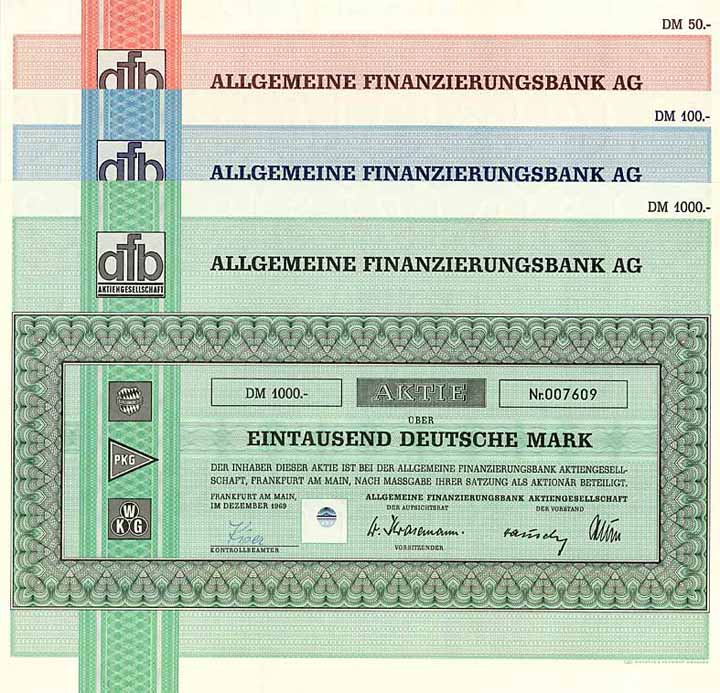 DM 50.-
afb
ALLGEMEINE FINANZIERUNGSBANK AG
DM 100.-
afb
ALLGEMEINE FINANZIERUNGSBANK AG
DM 1000.-
afb
AKTIENGESELLSCHAFT
ALLGEMEINE FINANZIERUNGSBANK AG
DM 1000.-
AKTIE
Nr.007609
ÜBER
EINTAUSEND DEUTSCHE MARK
PKG
WKG
DER INHABER DIESER AKTIE IST BEI DER ALLGEMEINE FINANZIERUNGSBANK AKTIENGESELL-
SCHAFT, FRANKFURT AM MAIN, NACH MASSGABE IHRER SATZUNG ALS AKTIONÄR BETEILIGT.
FRANKFURT AM MAIN,
IM DEZEMBER 1969
ALLGEMEINE FINANZIERUNGSBANK AKTIENGESELLSCHAFT
DER AUFSICHTSRAT
DER VORSTAND
KONTROLLBEAMTER
VORSITZENDER